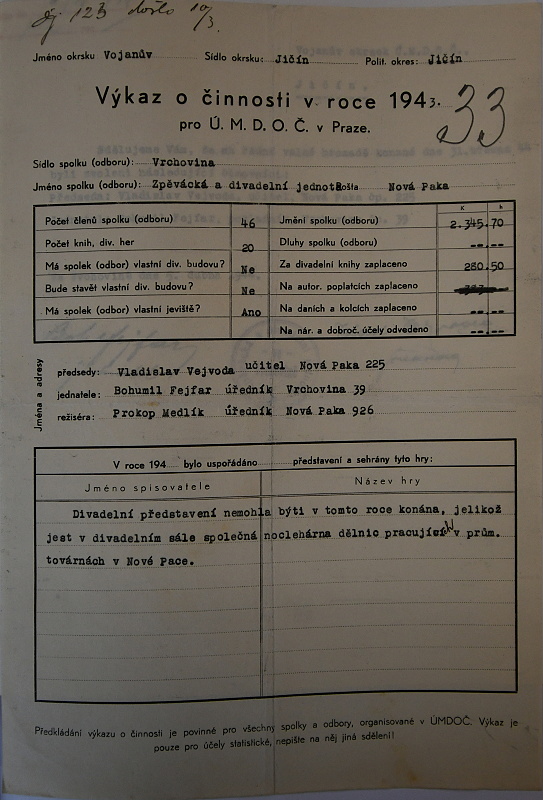 123 došlo 10/3.
Jméno okrsku Vojanův Sídlo okrsku: Jičín Polit. okres: Jičín
Výkaz o činnosti v roce 1943.
33
pro Ú. M. D. O. Č. v Praze.
Sídlo spolku (odboru): Vrchovina
Jméno spolku (odboru): Zpěvácká a divadelní jednota Pošta Nová Paka
K h
Počet členů spolku (odboru) 46 Jmění spolku (odboru) 2.345.70
Počet knih, div. her 20 Dluhy spolku (odboru) --.--
Má spolek (odbor) vlastní div. budovu? Ne Za divadelní knihy zaplaceno 280.50
Bude stavět vlastní div. budovu? Ne Na autor. poplatcích zaplaceno
Má spolek (odbor) vlastní jeviště? Ano Na daních a kolcích zaplaceno --.--
Na nár. a dobroč. účely odvedeno --.--
Jména a adresy
předsedy: Vladislav Vejvoda učitel Nová Paka 225
jednatele: Bohumil Fejfar úředník Vrchovina 39
režiséra: Prokop Medlík úředník Nová Paka 926
V roce 194 bylo uspořádáno představení a sehrány tyto hry:
Jméno spisovatele Název hry
Divadelní představení nemohla býti v tomto roce konána, jelikož
jest v divadelním sále společná noclehárna dělnic pracujících v prům.
továrnách v Nové Pace.
Předkládání výkazu o činnosti je povinné pro všechny spolky a odbory, organisované v ÚMDOČ. Výkaz je
pouze pro účely statistické, nepište na něj jiná sdělení!